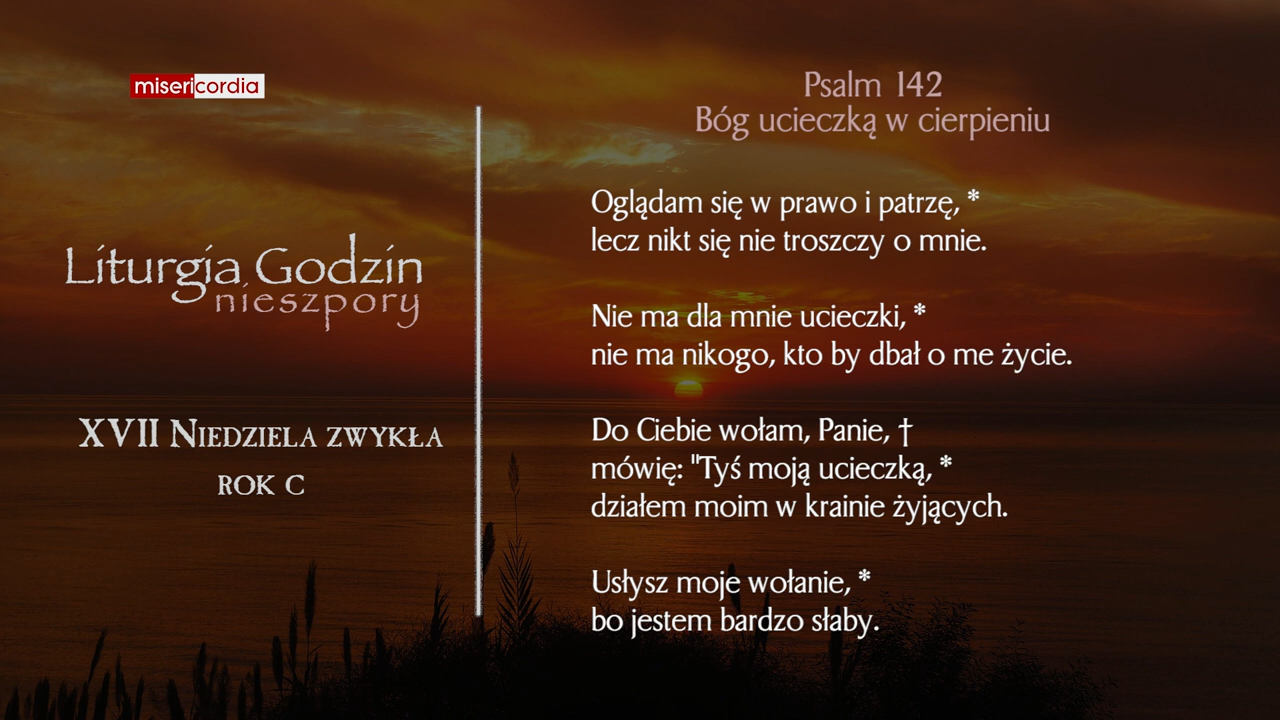 misericordia
Liturgia Godzin
nieszpory
XVII Niedziela zwykła
rok C
Psalm 142
Bóg ucieczką w cierpieniu
Oglądam się w prawo i patrzę, *
lecz nikt się nie troszczy o mnie.
Nie ma dla mnie ucieczki, *
nie ma nikogo, kto by dbał o me życie.
Do Ciebie wołam, Panie, †
mówię: "Tyś moją ucieczką, *
działem moim w krainie żyjących.
Usłysz moje wołanie, *
bo jestem bardzo słaby.